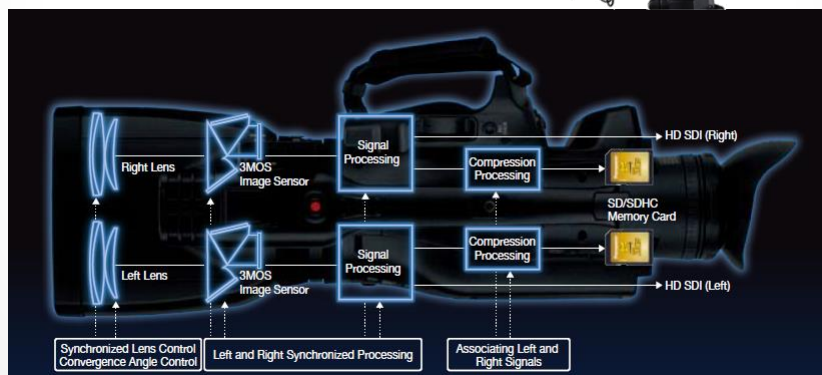 Signal
Processing
HD SDI (Right)
Right Lens
3MOS
Image Sensor
Compression
Processing
SD/SDHC
Memory Card
Left Lens
3MOS
Image Sensor
Signal
Processing
Compression
Processing
HD SDI (Left)
Synchronized Lens Control
Convergence Angle Control
Left and Right Synchronized Processing
Associating Left and
Right Signals